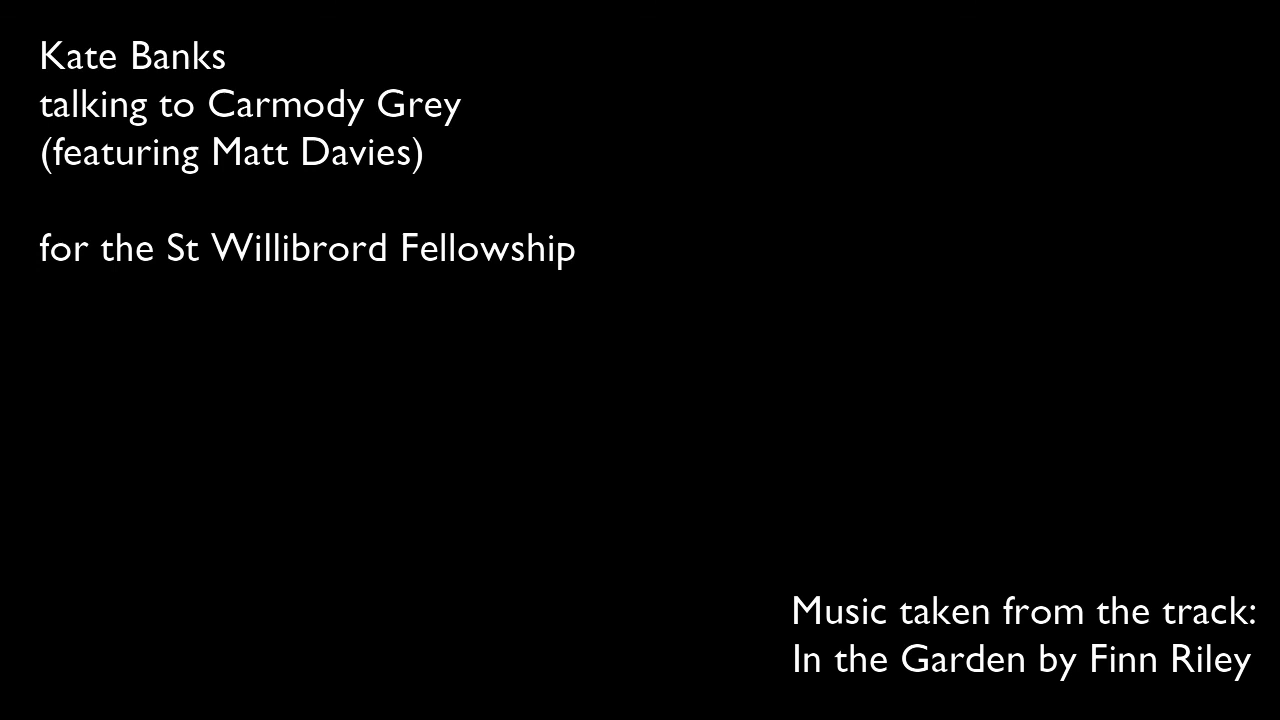 Kate Banks
talking to Carmody Grey
(featuring Matt Davies)
for the St Willibrord Fellowship
Music taken from the track:
In the Garden by Finn Riley